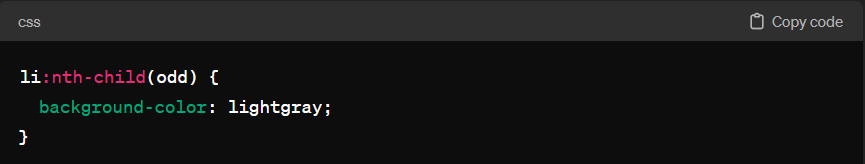 css
Copy code
li:nth-child(odd) {
  background-color: lightgray;
}